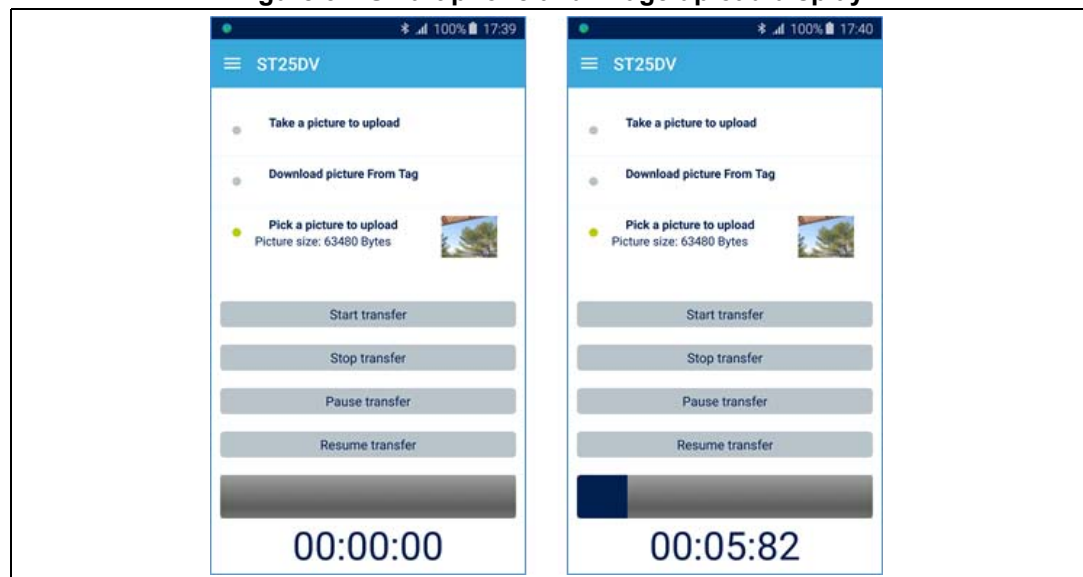 100% 17:39
ST25DV
Take a picture to upload
Download picture From Tag
Pick a picture to upload
Picture size: 63480 Bytes
Start transfer
Stop transfer
Pause transfer
Resume transfer
00:00:00
100% 17:40
ST25DV
Take a picture to upload
Download picture From Tag
Pick a picture to upload
Picture size: 63480 Bytes
Start transfer
Stop transfer
Pause transfer
Resume transfer
00:05:82